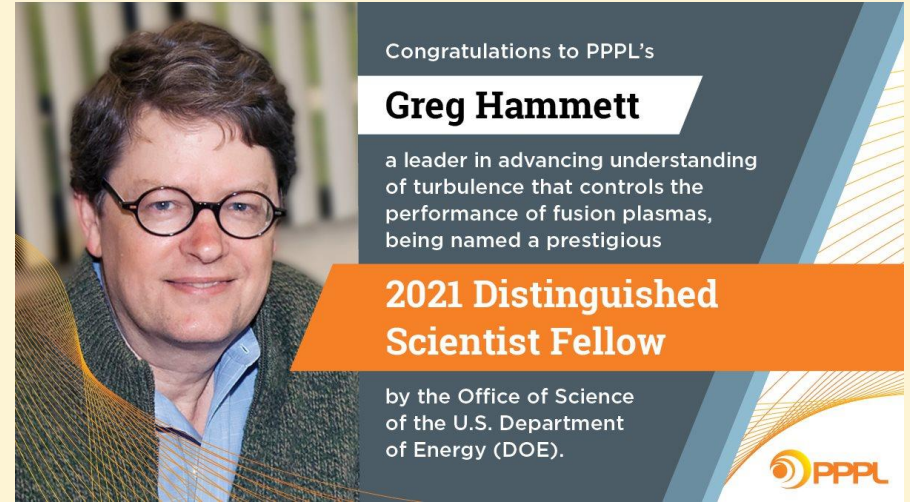 Congratulations to PPPL's
Greg Hammett
a leader in advancing understanding
of turbulence that controls the
performance of fusion plasmas,
being named a prestigious
2021 Distinguished
Scientist Fellow
by the Office of Science
of the U.S. Department
of Energy (DOE).
PPPL